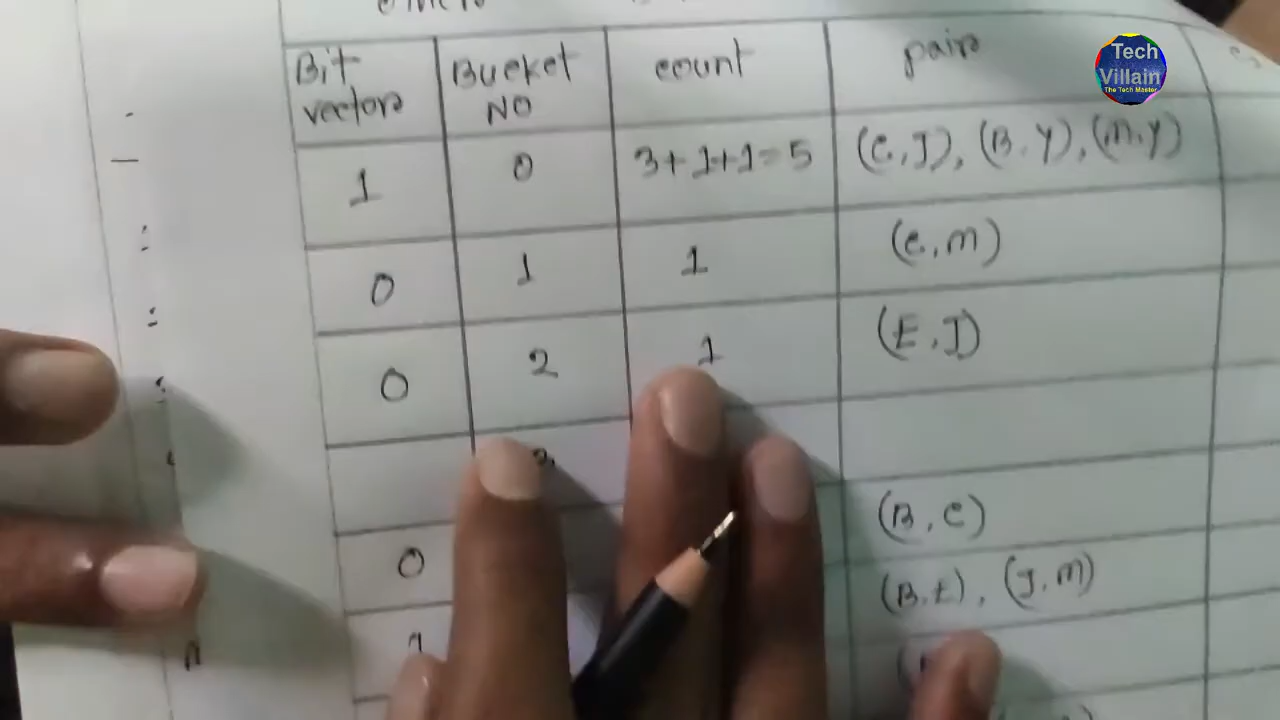 Bit vector Bucket NO count pair
1 0 3+1+1=5 (C,J), (B,Y), (M,Y)
0 1 1 (C,M)
0 2 1 (E,J)
0 (B,C)
1 (B,E), (J,M)
Tech
Villain
The Tech Master